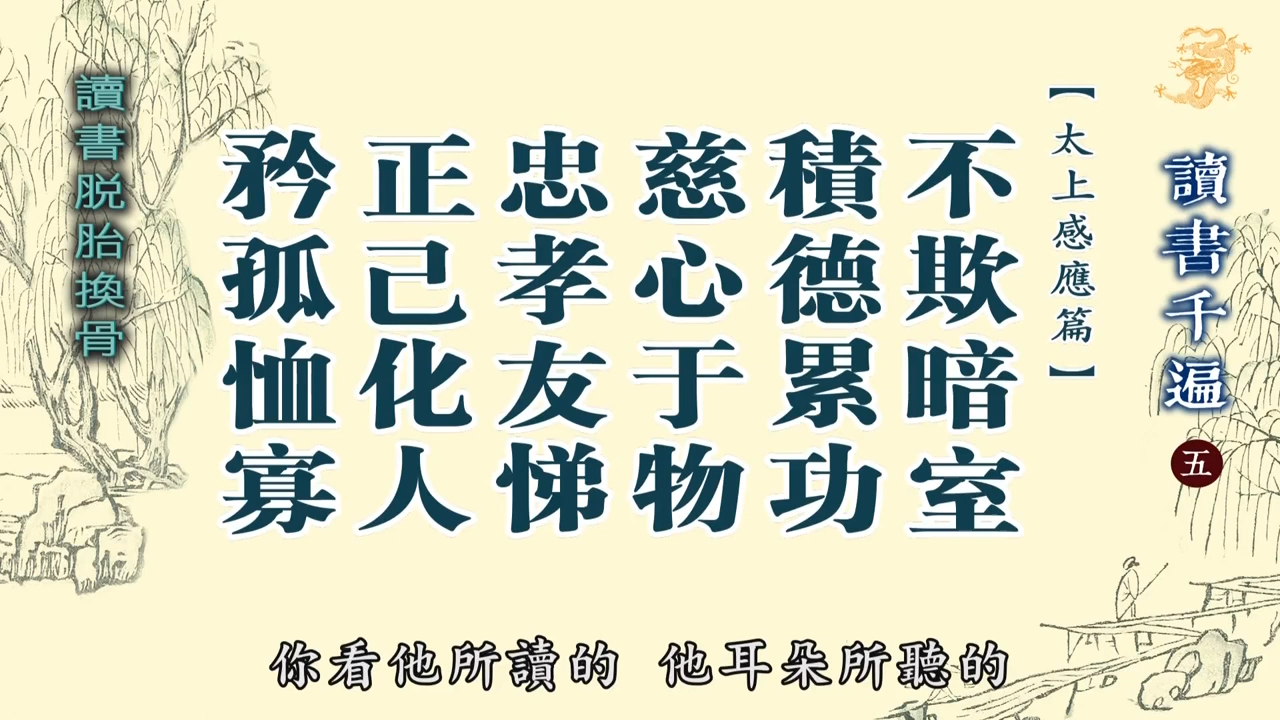 讀書千遍
五
【太上感應篇】
不欺暗室
積德累功
慈心于物
忠孝友悌
正己化人
矜孤恤寡
讀書脱胎換骨
你看他所讀的 他耳朵所聽的